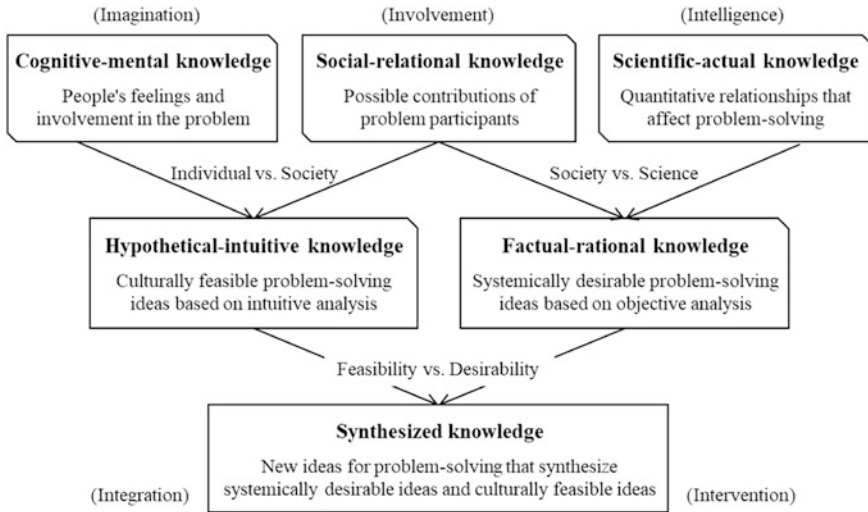 (Imagination)
(Involvement)
(Intelligence)
Cognitive-mental knowledge
People's feelings and
involvement in the problem
Social-relational knowledge
Possible contributions of
problem participants
Scientific-actual knowledge
Quantitative relationships that
affect problem-solving
Individual vs. Society
Society vs. Science
Hypothetical-intuitive knowledge
Culturally feasible problem-solving
ideas based on intuitive analysis
Factual-rational knowledge
Systemically desirable problem-solving
ideas based on objective analysis
Feasibility vs. Desirability
Synthesized knowledge
New ideas for problem-solving that synthesize
systemically desirable ideas and culturally feasible ideas
(Integration)
(Intervention)